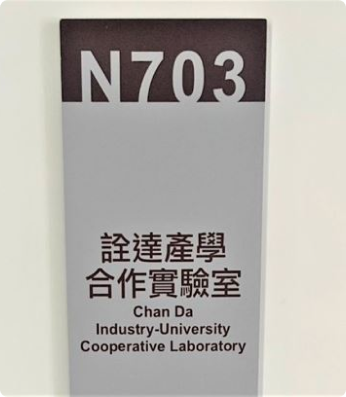 N703
詮達產學
合作實驗室
Chan Da
Industry-University
Cooperative Laboratory